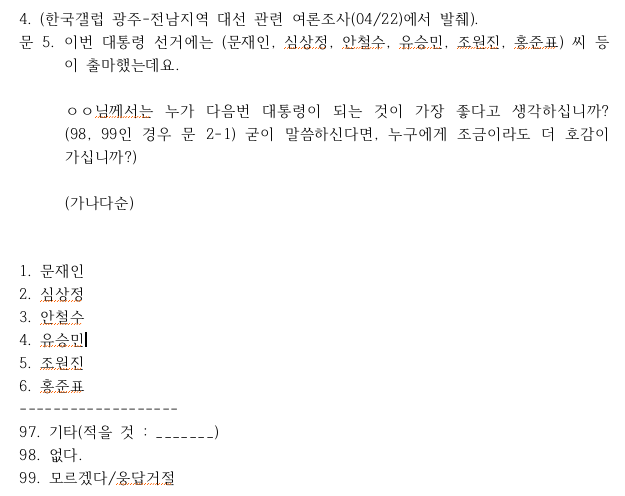 4. (한국갤럽 광주-전남지역 대선 관련 여론조사(04/22)에서 발췌).
문 5. 이번 대통령 선거에는 (문재인, 심상정, 안철수, 유승민, 조원진, 홍준표) 씨 등
이 출마했는데요.
ㅇㅇ님께서는 누가 다음번 대통령이 되는 것이 가장 좋다고 생각하십니까?
(98, 99인 경우 문 2-1) 굳이 말씀하신다면, 누구에게 조금이라도 더 호감이
가십니까?)
(가나다순)
1. 문재인
2. 심상정
3. 안철수
4. 유승민
5. 조원진
6. 홍준표
-------------------
97. 기타(적을 것 : _______)
98. 없다.
99. 모르겠다/응답거절